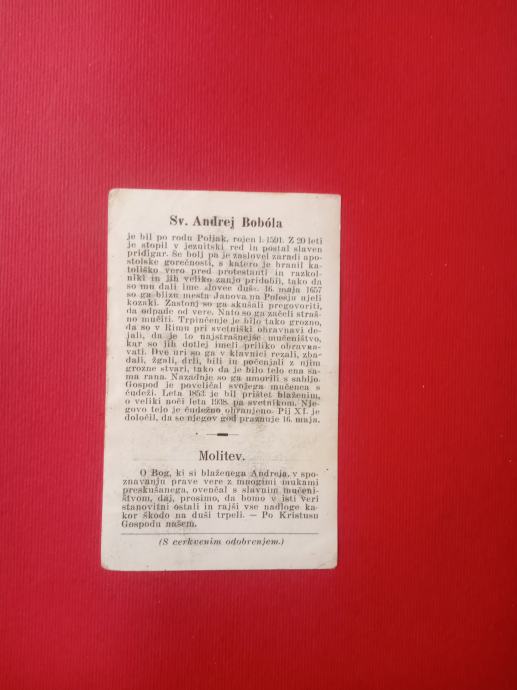 Sv. Andrej Bobóla
je bil po rodu Poljak, rojen l. 1591. Z 20 leti
je stopil v jezuitski red in postal slaven
pridigar. Še bolj pa je zaslovel zaradi apo-
stolske gorečnosti, s katero je branil ka-
toliško vero pred protestanti in razkol-
niki in jih veliko zanjo pridobil, tako da
so mu dali ime »lovec duš«. 16. maja 1657
so ga blizu mesta Janova na Polesju ujeli
kozaki. Zastonj so ga skušali pregovoriti,
da odpade od vere. Nato so ga začeli straš-
no mučiti. Trpinčenje je bilo tako grozno,
da so v Rimu pri svetniški obravnavi de-
jali, da je to najstrašnejše mučeništvo,
kar so jih dotlej imeli priliko obravna-
vati. Dve uri so ga v klavnici rezali, zba-
dali, žgali, drli, bili in počenjali z njim
grozne stvari, tako da je bilo telo ena sa-
ma rana. Nazadnje so ga umorili s sabljo.
Gospod je poveličal svojega mučenca s
čudeži. Leta 1853 je bil prištet blaženim,
o veliki noči leta 1938. pa svetnikom. Nje-
govo telo je čudežno ohranjeno. Pij XI. je
določil, da se njegov god praznuje 16. maja.
Molitev.
O Bog, ki si blaženega Andreja, v spo-
znavanju prave vere z mnogimi mukami
preskušanega, ovenčal s slavnim mučeni-
štvom, daj, prosimo, da bomo v isti veri
stanovitni ostali in rajši vse nadloge ka-
kor škodo na duši trpeli. — Po Kristusu
Gospodu našem.
(S cerkvenim odobrenjem.)